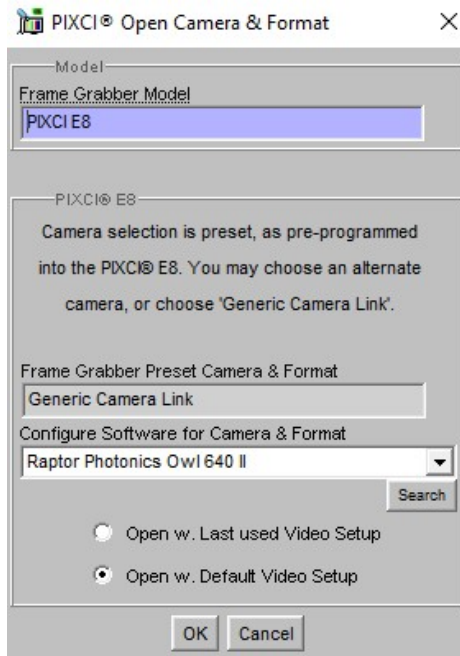 PIXCI® Open Camera & Format
Model
Frame Grabber Model
PIXCI E8
PIXCI® E8
Camera selection is preset, as pre-programmed
into the PIXCI® E8. You may choose an alternate
camera, or choose 'Generic Camera Link'.
Frame Grabber Preset Camera & Format
Generic Camera Link
Configure Software for Camera & Format
Raptor Photonics Owl 640 II
Search
Open w. Last used Video Setup
Open w. Default Video Setup
OK Cancel